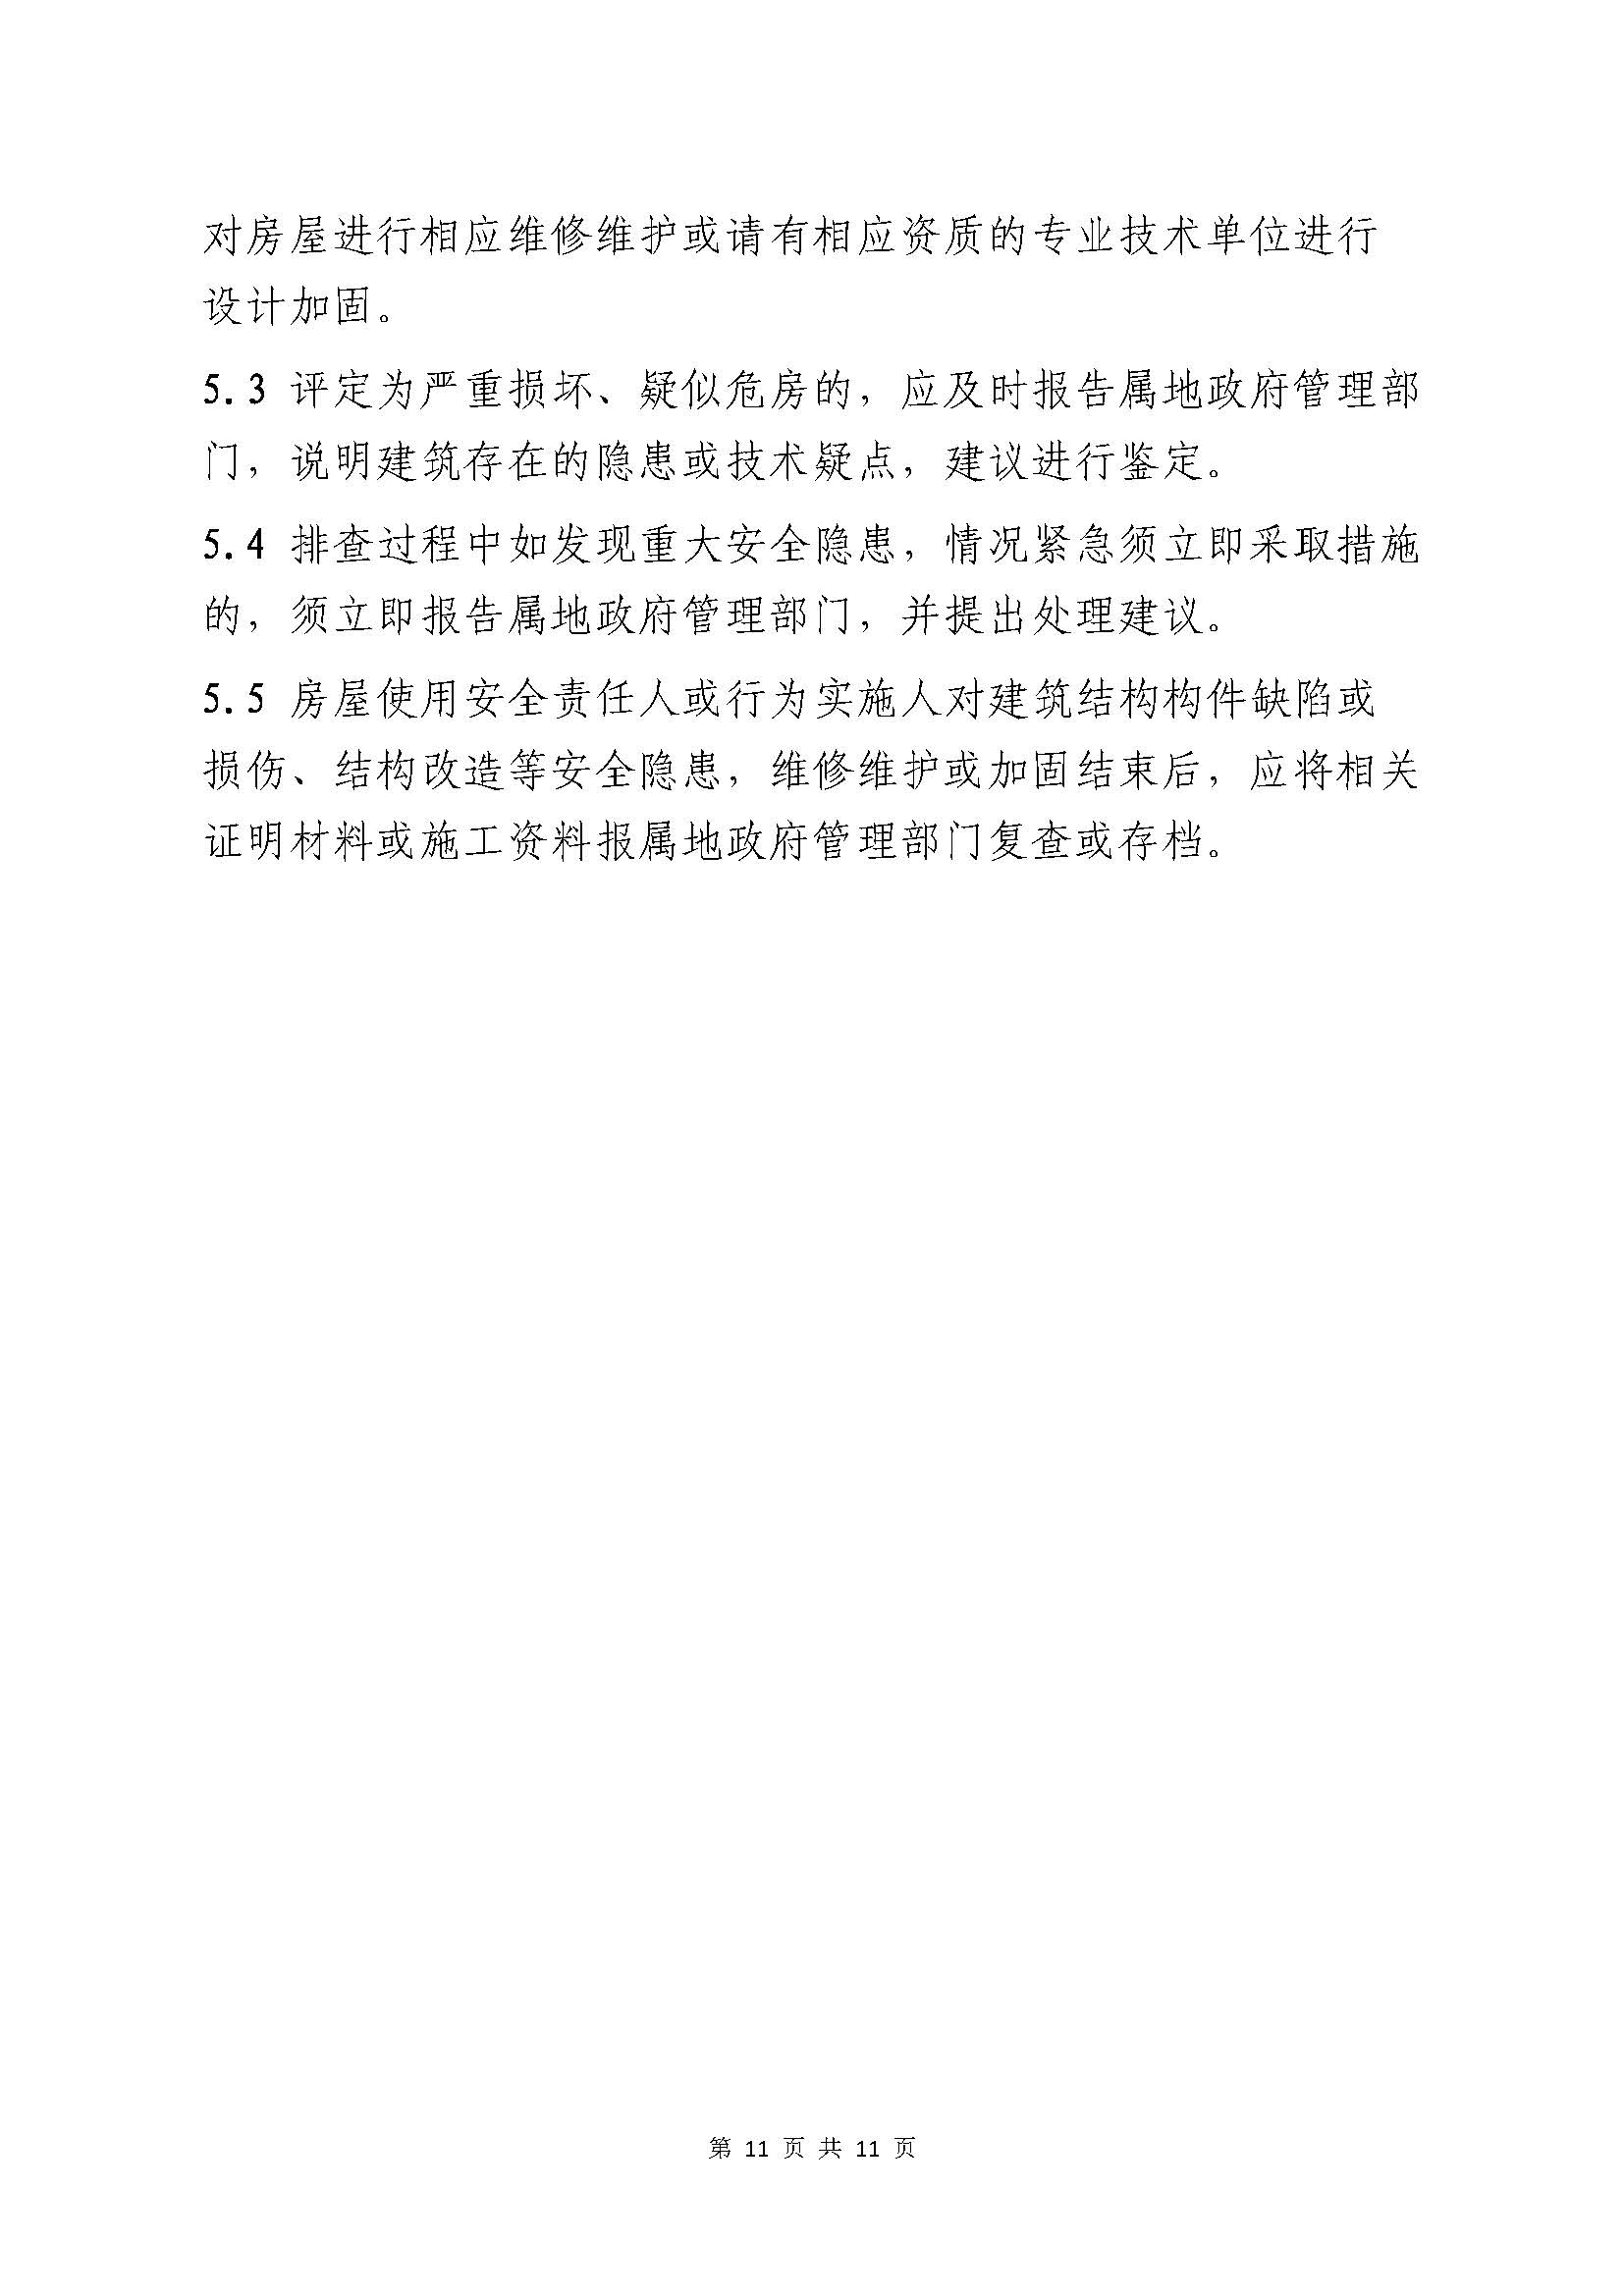 对房屋进行相应维修维护或请有相应资质的专业技术单位进行
设计加固。
5.3 评定为严重损坏、疑似危房的，应及时报告属地政府管理部
门，说明建筑存在的隐患或技术疑点，建议进行鉴定。
5.4 排查过程中如发现重大安全隐患，情况紧急须立即采取措施
的，须立即报告属地政府管理部门，并提出处理建议。
5.5 房屋使用安全责任人或行为实施人对建筑结构构件缺陷或
损伤、结构改造等安全隐患，维修维护或加固结束后，应将相关
证明材料或施工资料报属地政府管理部门复查或存档。
第 11 页 共 11 页